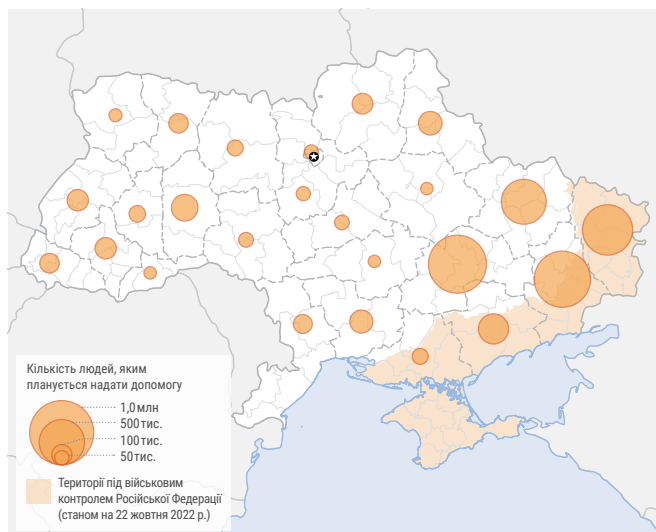 Кількість людей, яким
планується надати допомогу
1,0 млн
500 тис.
100 тис.
50 тис.
Території під військовим
контролем Російської Федерації
(станом на 22 жовтня 2022 р.)